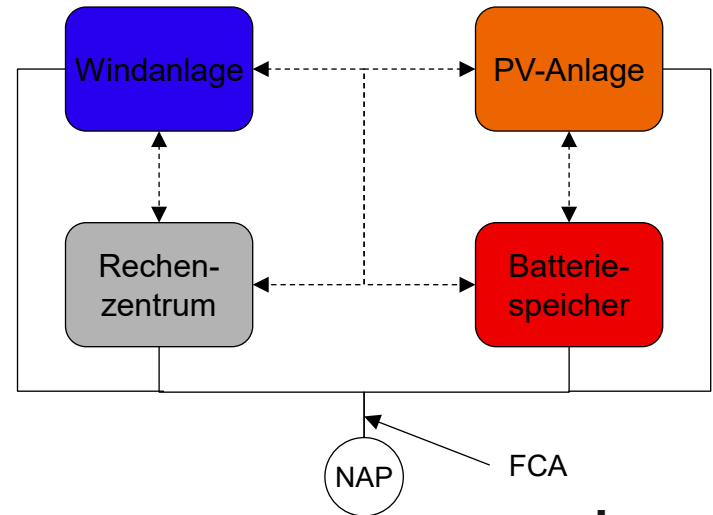 Windanlage
PV-Anlage
Rechen-
zentrum
Batterie-
speicher
FCA
NAP